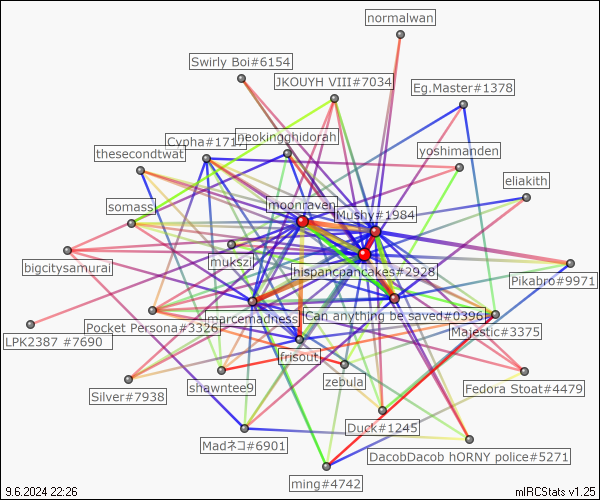 normalwan
Swirly Boi#6154
JKOUYH VIII#7034
Eg.Master#1378
Cypha#1717
neokingghidorah
thesecondtwat
yoshimanden
eliakith
somass
moonraven
Mushy#1984
mukszi
hispancpancakes#2928
bigcitysamurai
Pikabro#9971
marcemadness
Can anything be saved#0396
Pocket Persona#3326
Majestic#3375
LPK2387 #7690
frisout
zebula
shawntee9
Silver#7938
Fedora Stoat#4479
Duck#1245
Madネコ#6901
DacobDacob hORNY police#5271
ming#4742
9.6.2024 22:26
mIRCStats v1.25